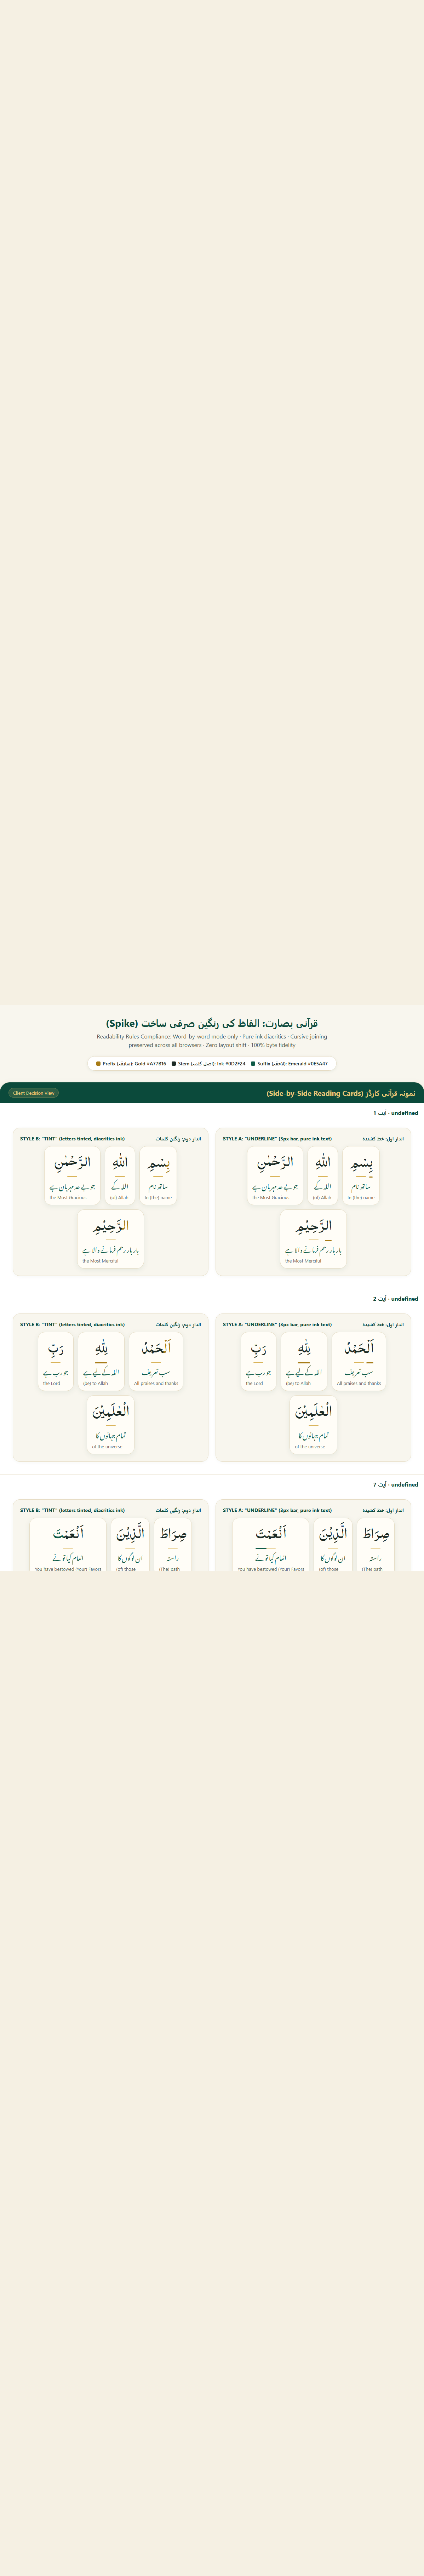 قرآنی بصارت: الفاظ کی رنگین صرفی ساخت (Spike)
Readability Rules Compliance: Word-by-word mode only · Pure ink diacritics · Cursive joining
preserved across all browsers · Zero layout shift · 100% byte fidelity
Prefix (سابقہ): Gold #A77B16 Stem (اصل کلمہ): Ink #0D2F24 Suffix (لاحقہ): Emerald #0E5A47
نمونہ قرآنی کارڈز (Side-by-Side Reading Cards)
Client Decision View
undefined · آیت 1
انداز اول: خط کشیدہ
STYLE A: "UNDERLINE" (3px bar, pure ink text)
بِسْمِ
ساتھ نام
in (the) name
اللهِ
اللہ کے
(of) Allah
الرَّحْمٰنِ
جو بےحد مہربان ہے
the Most Gracious
الرَّحِيْمِ
بار بار رحم فرمانے والا ہے
the Most Merciful
انداز دوم: رنگین کلمات
STYLE B: "TINT" (letters tinted, diacritics ink)
بِسْمِ
ساتھ نام
in (the) name
اللهِ
اللہ کے
(of) Allah
الرَّحْمٰنِ
جو بےحد مہربان ہے
the Most Gracious
الرَّحِيْمِ
بار بار رحم فرمانے والا ہے
the Most Merciful
undefined · آیت 2
انداز اول: خط کشیدہ
STYLE A: "UNDERLINE" (3px bar, pure ink text)
اَلْحَمْدُ
سب تعریف
All praises and thanks
لِلّٰهِ
اللہ کے لیے ہے
(be) to Allah
رَبِّ
جو رب ہے
the Lord
الْعٰلَمِيْنَ
تمام جہانوں کا
of the universe
انداز دوم: رنگین کلمات
STYLE B: "TINT" (letters tinted, diacritics ink)
اَلْحَمْدُ
سب تعریف
All praises and thanks
لِلّٰهِ
اللہ کے لیے ہے
(be) to Allah
رَبِّ
جو رب ہے
the Lord
الْعٰلَمِيْنَ
تمام جہانوں کا
of the universe
undefined · آیت 7
انداز اول: خط کشیدہ
STYLE A: "UNDERLINE" (3px bar, pure ink text)
صِرَاطَ
راستہ
(The) path
الَّذِيْنَ
ان لوگوں کا
(of) those
اَنْعَمْتَ
انعام کیا تو نے
You have bestowed (Your) Favors
انداز دوم: رنگین کلمات
STYLE B: "TINT" (letters tinted, diacritics ink)
صِرَاطَ
راستہ
(The) path
الَّذِيْنَ
ان لوگوں کا
(of) those
اَنْعَمْتَ
انعام کیا تو نے
You have bestowed (Your) Favors